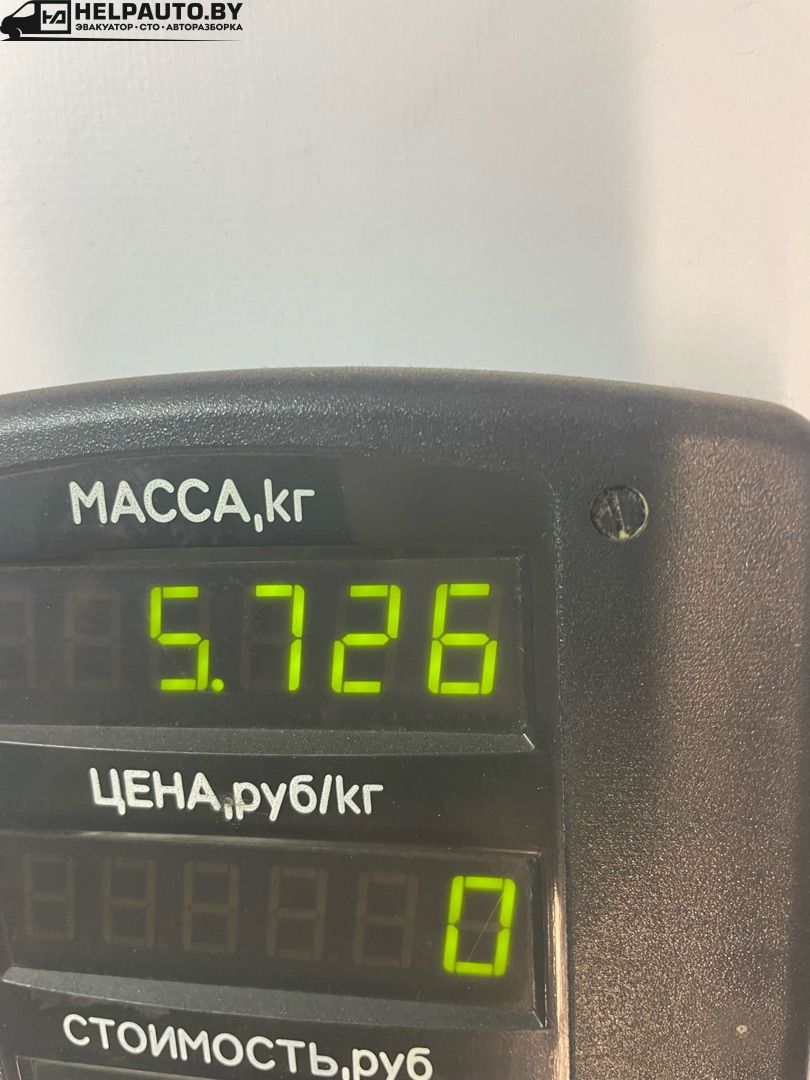 HELPAUTO.BY
ЭВАКУАТОР • СТО • АВТОРАЗБОРКА
МАССА,кг
5.726
ЦЕНА,руб/кг
0
СТОИМОСТЬ,руб